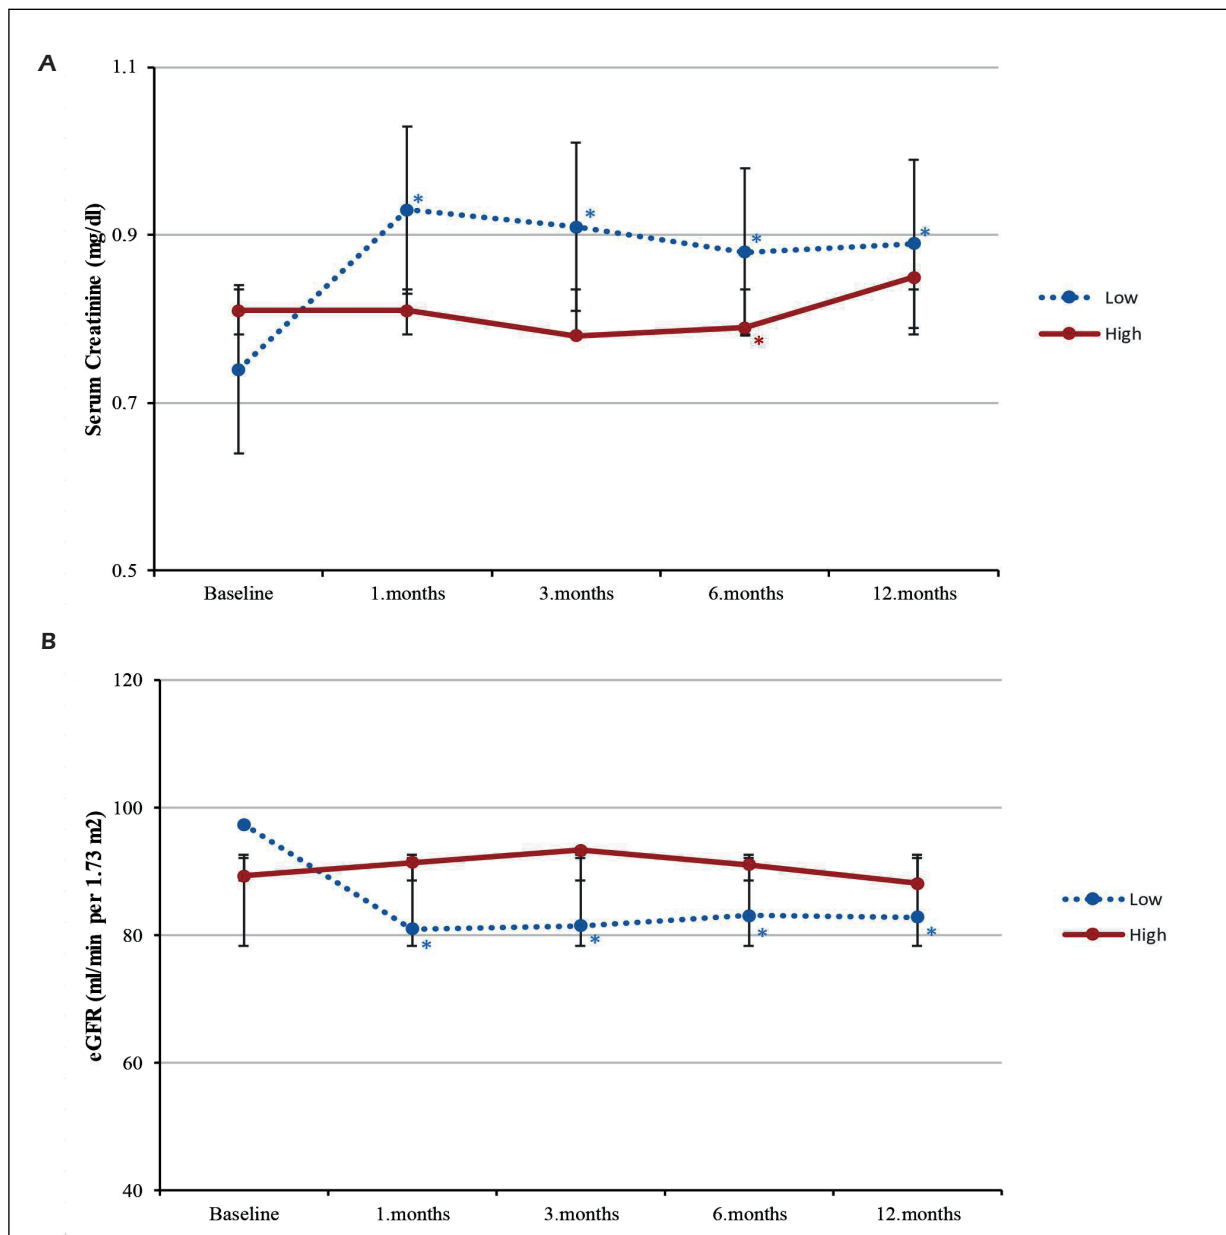 A
Serum Creatinine (mg/dl)
1.1
0.9
0.7
0.5
*
*
*
*
*
Baseline
1.months
3.months
6.months
12.months
Low
High
B
eGFR (ml/min per 1.73 m2)
120
100
80
60
40
*
*
*
*
Baseline
1.months
3.months
6.months
12.months
Low
High